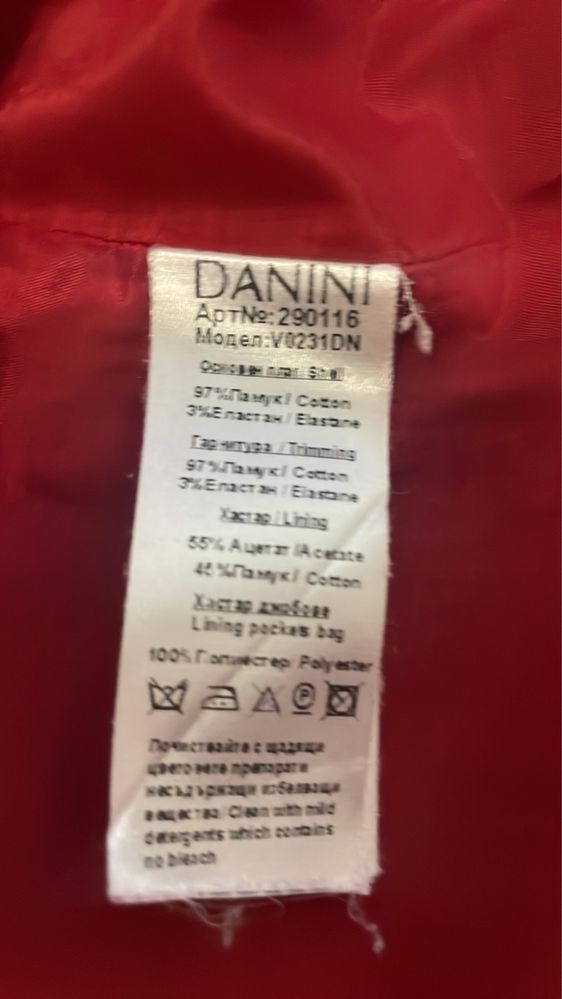 DANINI
Арт№:290116
Модел:V0231DN
Основен плат / Shell
97%Памук / Cotton
3%Еластан / Elastane
Гарнитура / Trimming
97%Памук / Cotton
3%Еластан / Elastane
Хастар / Lining
55% Ацетат /Acetate
45%Памук / Cotton
Хастар джобове
Lining pockets bag
100% Полиестер/ Polyester
Почиствайте с щадящи
цветовете препарати
несъдържащи избелващи
вещества/ Clean with mild
detergents which contains
no bleach